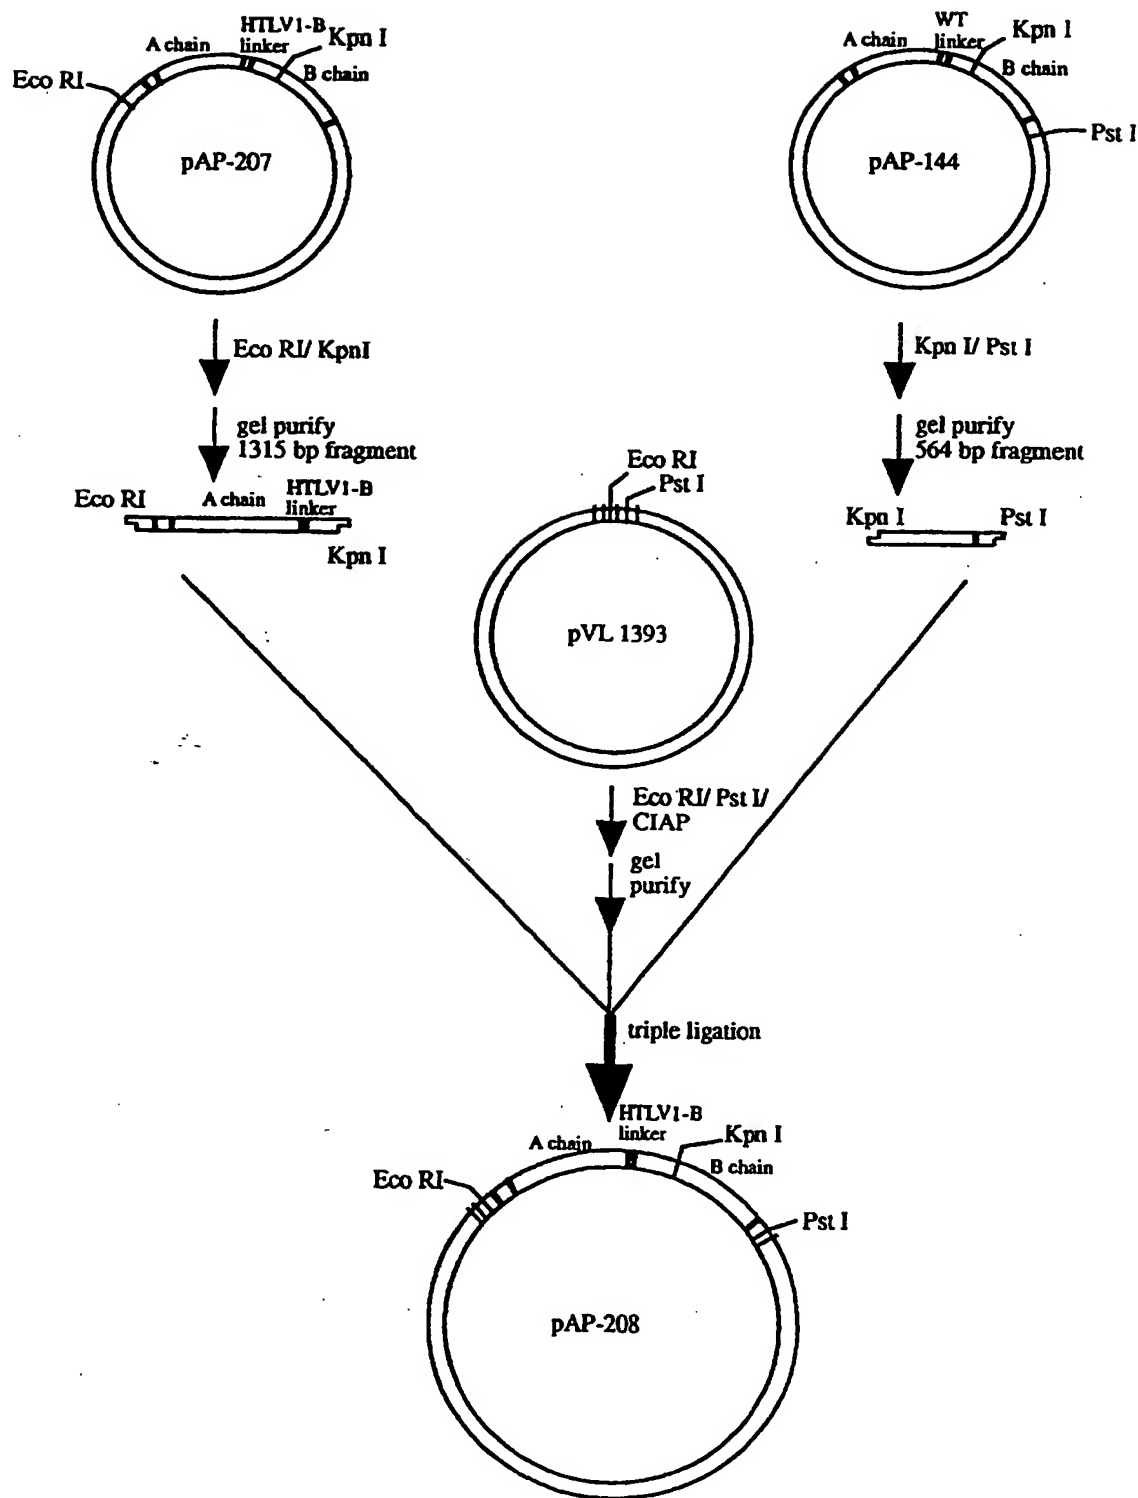 A chain
HTLV1-B
linker
Kpn I
B chain
Eco RI
pAP-207
A chain
WT
linker
Kpn I
B chain
Pst I
pAP-144
Eco RI/ KpnI
gel purify
1315 bp fragment
Kpn I/ Pst I
gel purify
564 bp fragment
Eco RI
A chain
HTLV1-B
linker
Kpn I
Eco RI
Pst I
pVL 1393
Kpn I
Pst I
Eco RI/ Pst I/
CIAP
gel
purify
triple ligation
HTLV1-B
linker
A chain
Kpn I
B chain
Eco RI
Pst I
pAP-208